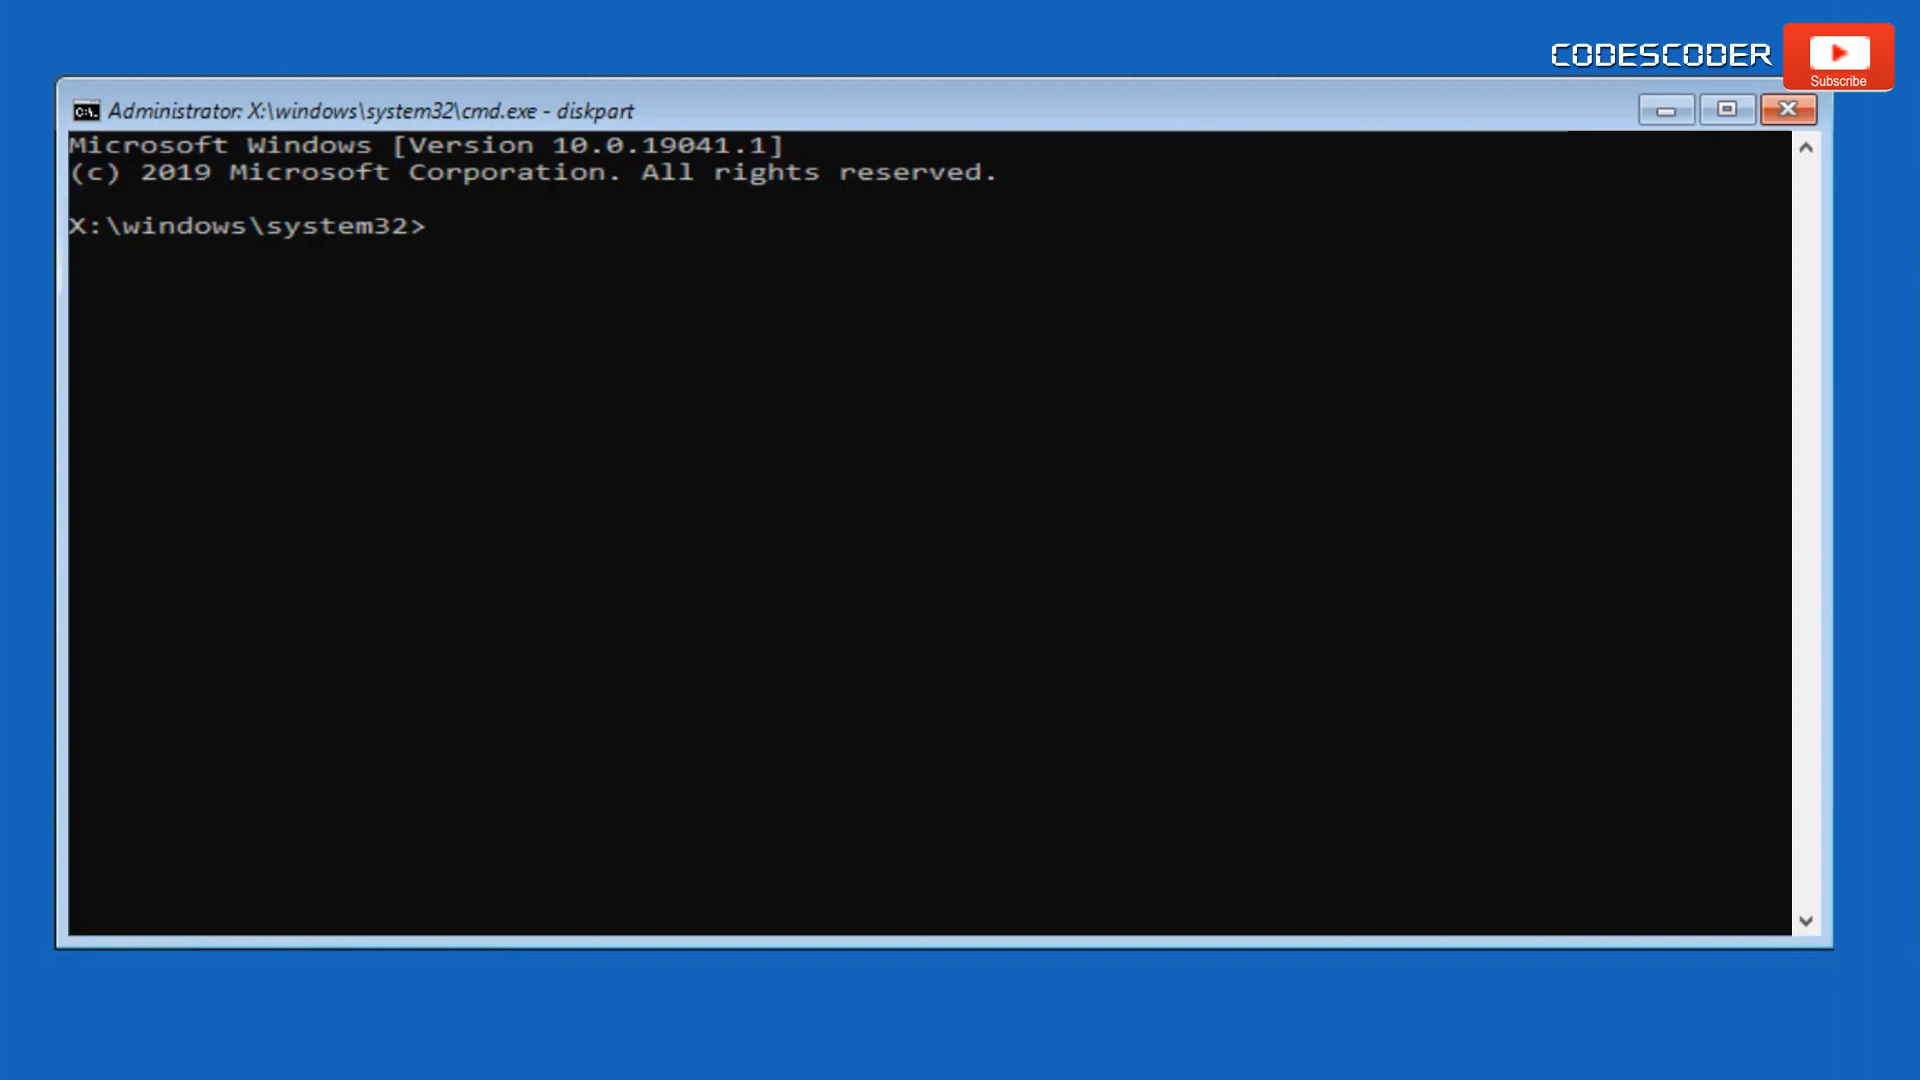 CODESCODER
Subscribe
Administrator: X:\windows\system32\cmd.exe - diskpart
Microsoft Windows [Version 10.0.19041.1]
(c) 2019 Microsoft Corporation. All rights reserved.
X:\windows\system32>